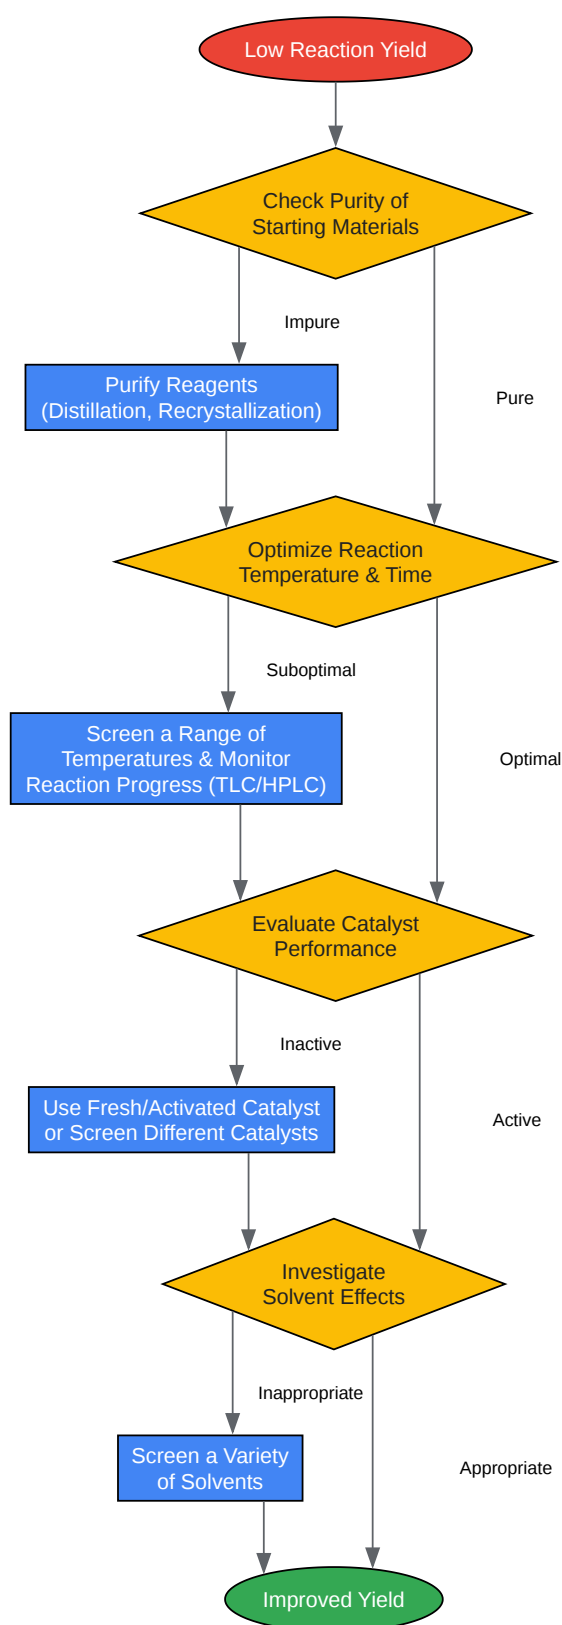 Low Reaction Yield
Check Purity of
Starting Materials
Impure
Purify Reagents
(Distillation, Recrystallization)
Pure
Optimize Reaction
Temperature & Time
Suboptimal
Screen a Range of
Temperatures & Monitor
Reaction Progress (TLC/HPLC)
Optimal
Evaluate Catalyst
Performance
Inactive
Use Fresh/Activated Catalyst
or Screen Different Catalysts
Active
Investigate
Solvent Effects
Inappropriate
Screen a Variety
of Solvents
Appropriate
Improved Yield